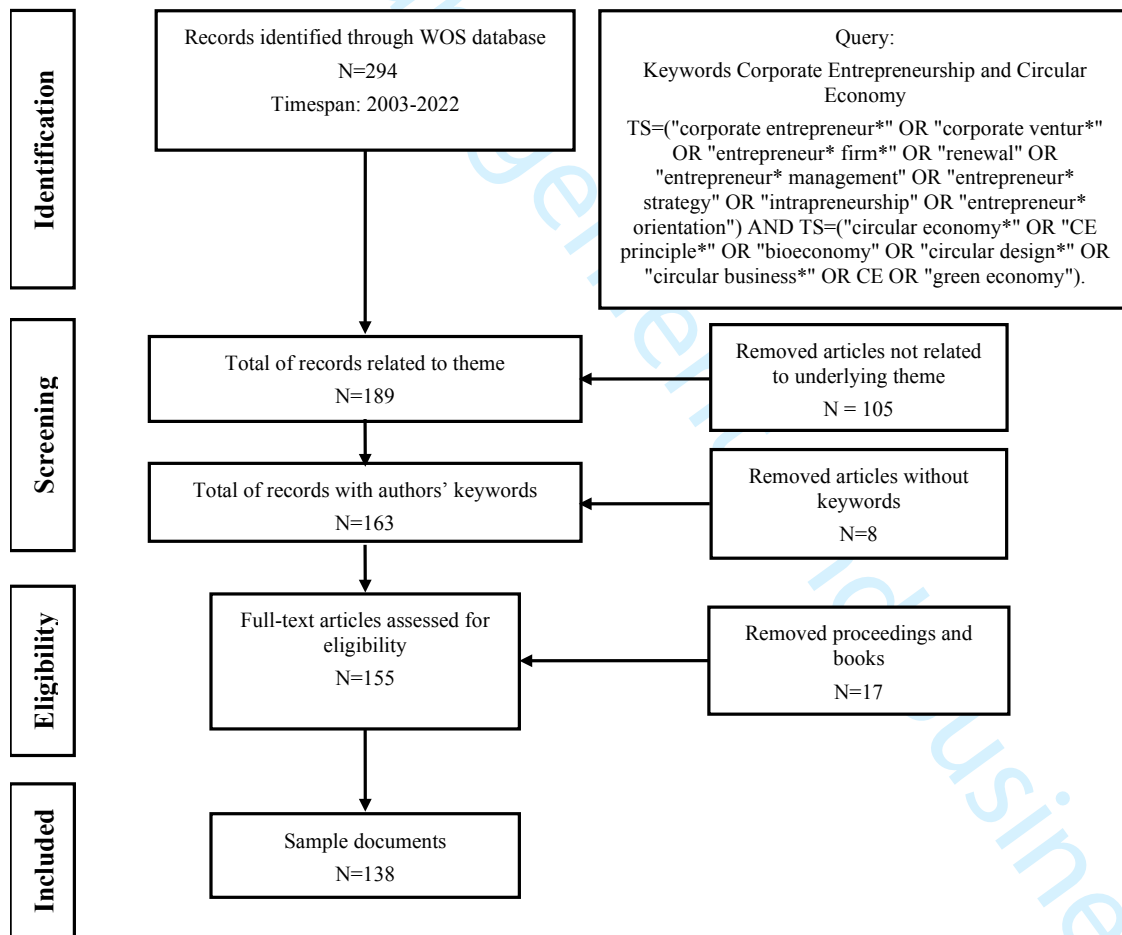 Identification
Records identified through WOS database
N=294
Timespan: 2003-2022
Query:
Keywords Corporate Entrepreneurship and Circular
Economy
TS=("corporate entrepreneur*" OR "corporate ventur*"
OR "entrepreneur* firm*" OR "renewal" OR
"entrepreneur* management" OR "entrepreneur*
strategy" OR "intrapreneurship" OR "entrepreneur*
orientation") AND TS=("circular economy*" OR "CE
principle*" OR "bioeconomy" OR "circular design*" OR
"circular business*" OR CE OR "green economy").
Screening
Total of records related to theme
N=189
Removed articles not related
to underlying theme
N = 105
Total of records with authors’ keywords
N=163
Removed articles without
keywords
N=8
Eligibility
Full-text articles assessed for
eligibility
N=155
Removed proceedings and
books
N=17
Included
Sample documents
N=138